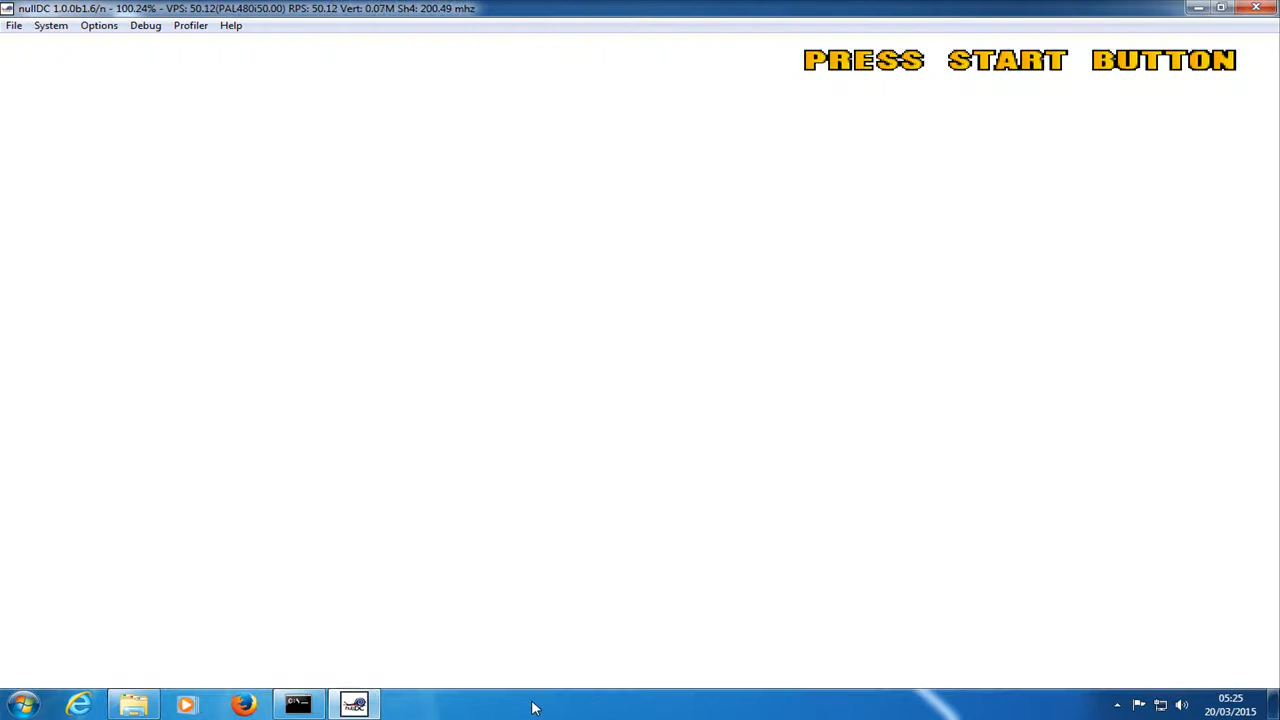 nullDC 1.0.0b1.6/n - 100.24% - VPS: 50.12(PAL480i50.00) RPS: 50.12 Vert: 0.07M Sh4: 200.49 mhz
File System Options Debug Profiler Help
PRESS START BUTTON
C:\_
nullDC
05:25
20/03/2015